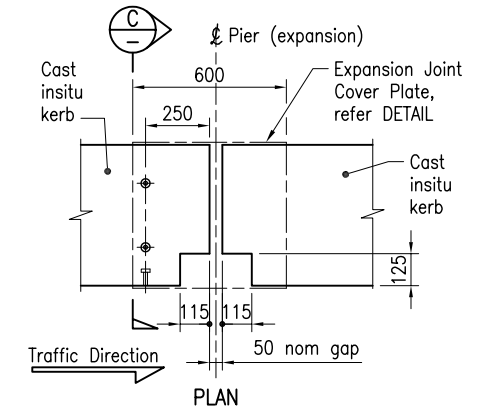 C
–
℄ Pier (expansion)
600
Cast
insitu
kerb
250
Expansion Joint
Cover Plate,
refer DETAIL
Cast
insitu
kerb
125
115
115
50 nom gap
Traffic Direction
PLAN